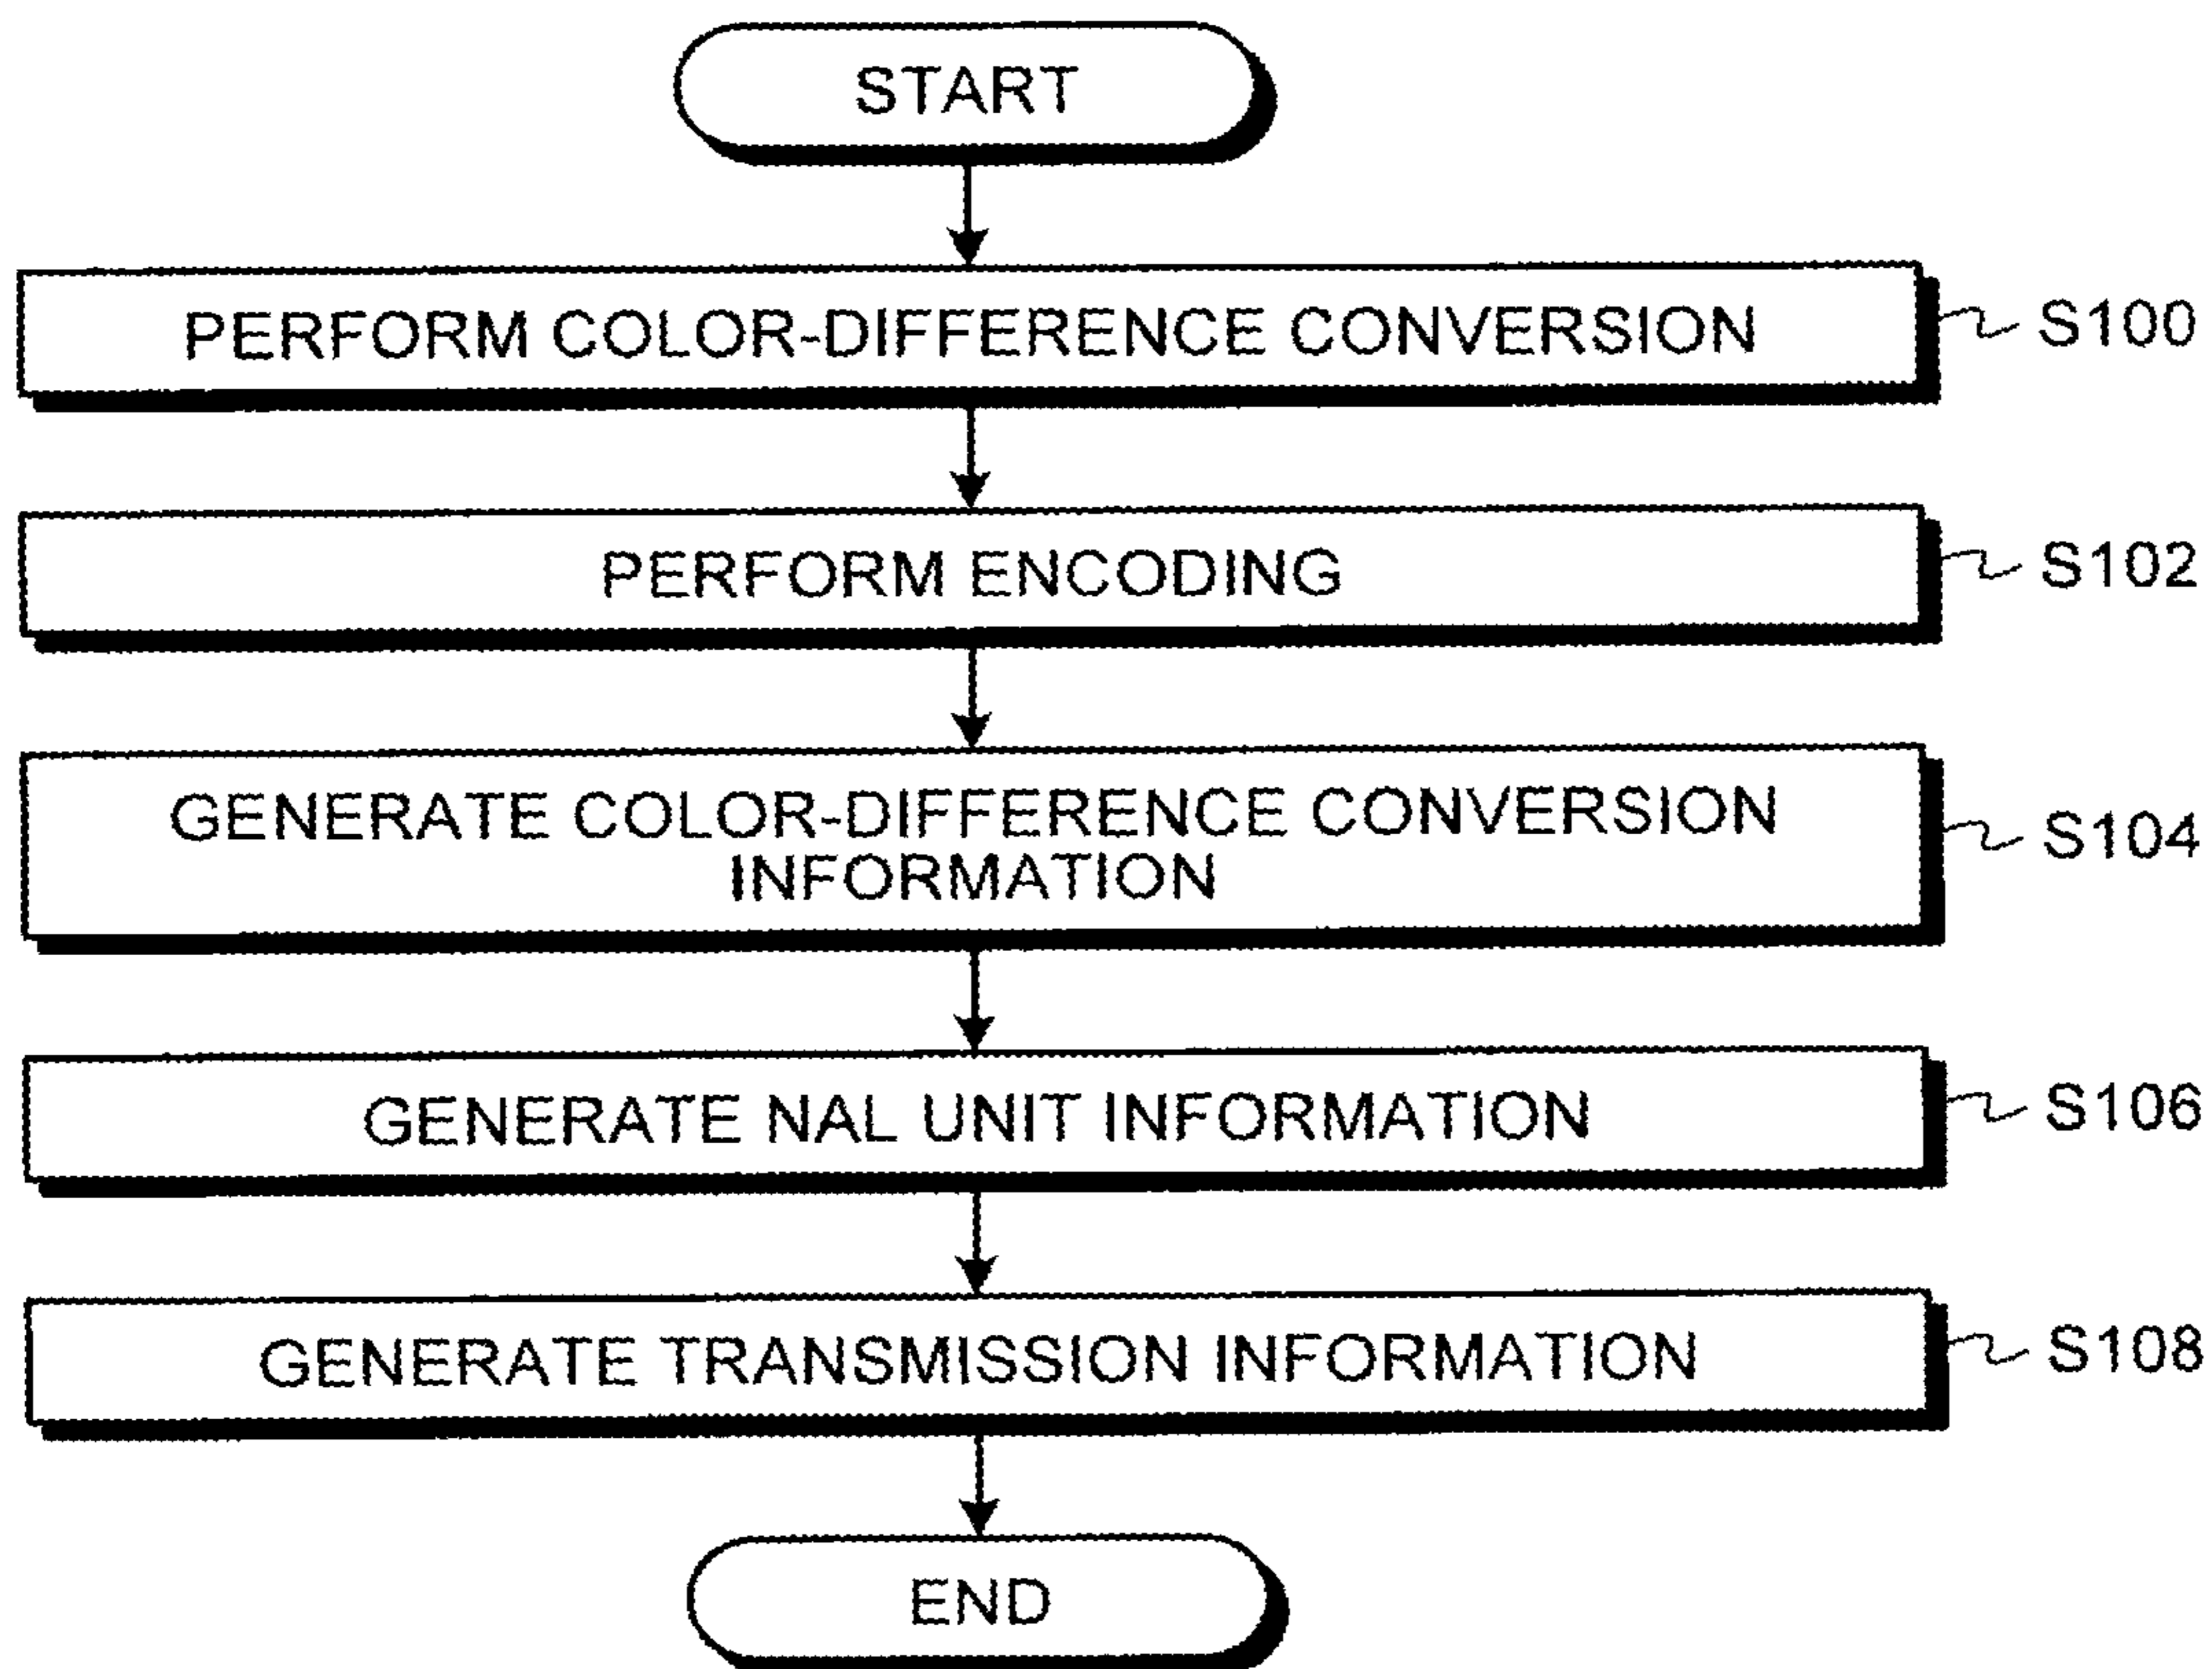 START
PERFORM COLOR-DIFFERENCE CONVERSION
S100
PERFORM ENCODING
S102
GENERATE COLOR-DIFFERENCE CONVERSION
INFORMATION
S104
GENERATE NAL UNIT INFORMATION
S106
GENERATE TRANSMISSION INFORMATION
S108
END